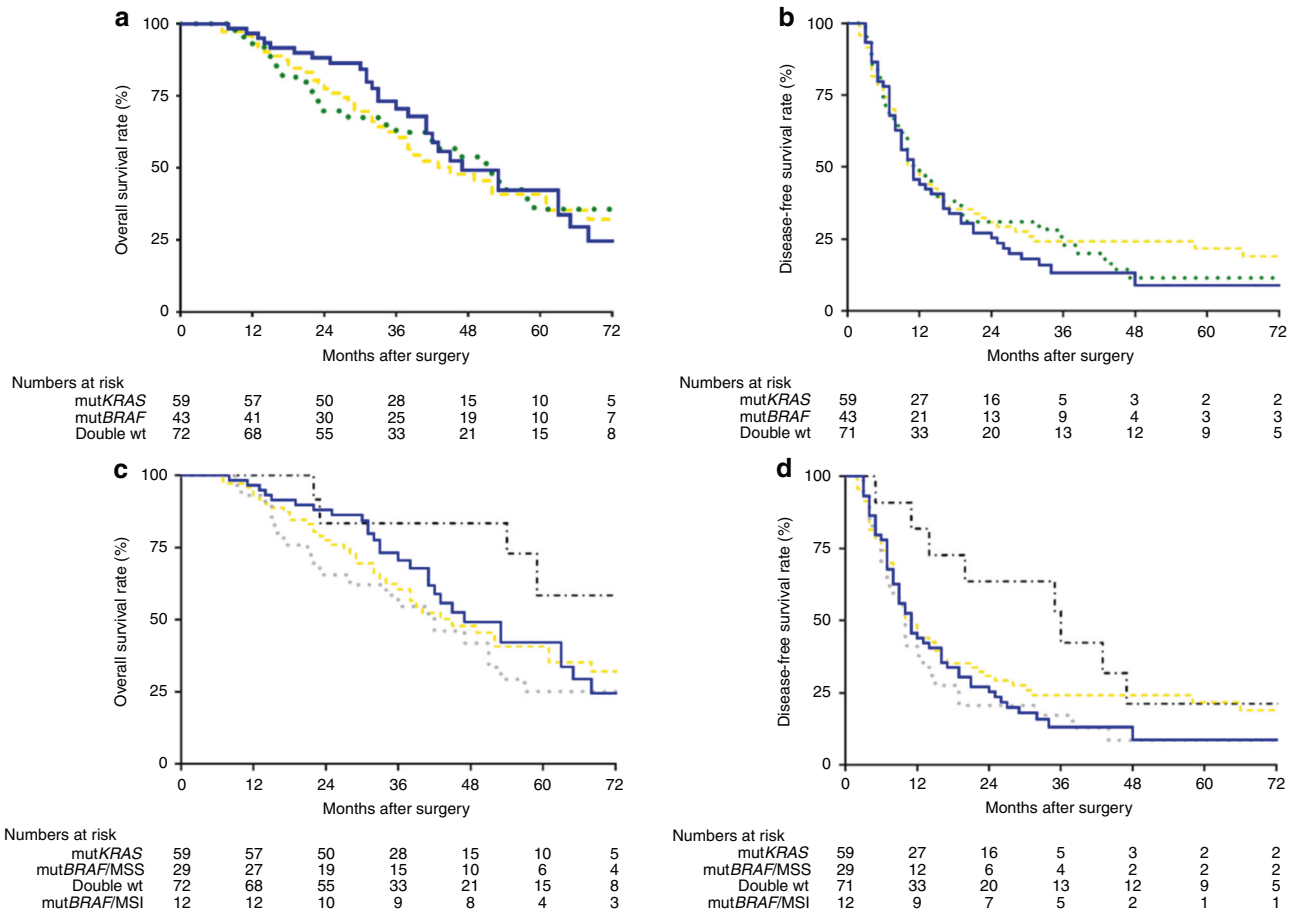 a
100
75
50
25
0
Overall survival rate (%)
0 12 24 36 48 60 72
Months after surgery
Numbers at risk
mutKRAS 59 57 50 28 15 10 5
mutBRAF 43 41 30 25 19 10 7
Double wt 72 68 55 33 21 15 8
b
100
75
50
25
0
Disease-free survival rate (%)
0 12 24 36 48 60 72
Months after surgery
Numbers at risk
mutKRAS 59 27 16 5 3 2 2
mutBRAF 43 21 13 9 4 3 3
Double wt 71 33 20 13 12 9 5
c
100
75
50
25
0
Overall survival rate (%)
0 12 24 36 48 60 72
Months after surgery
Numbers at risk
mutKRAS 59 57 50 28 15 10 5
mutBRAF/MSS 29 27 19 15 10 6 4
Double wt 72 68 55 33 21 15 8
mutBRAF/MSI 12 12 10 9 8 4 3
d
100
75
50
25
0
Disease-free survival rate (%)
0 12 24 36 48 60 72
Months after surgery
Numbers at risk
mutKRAS 59 27 16 5 3 2 2
mutBRAF/MSS 29 12 6 4 2 2 2
Double wt 71 33 20 13 12 9 5
mutBRAF/MSI 12 9 7 5 2 1 1